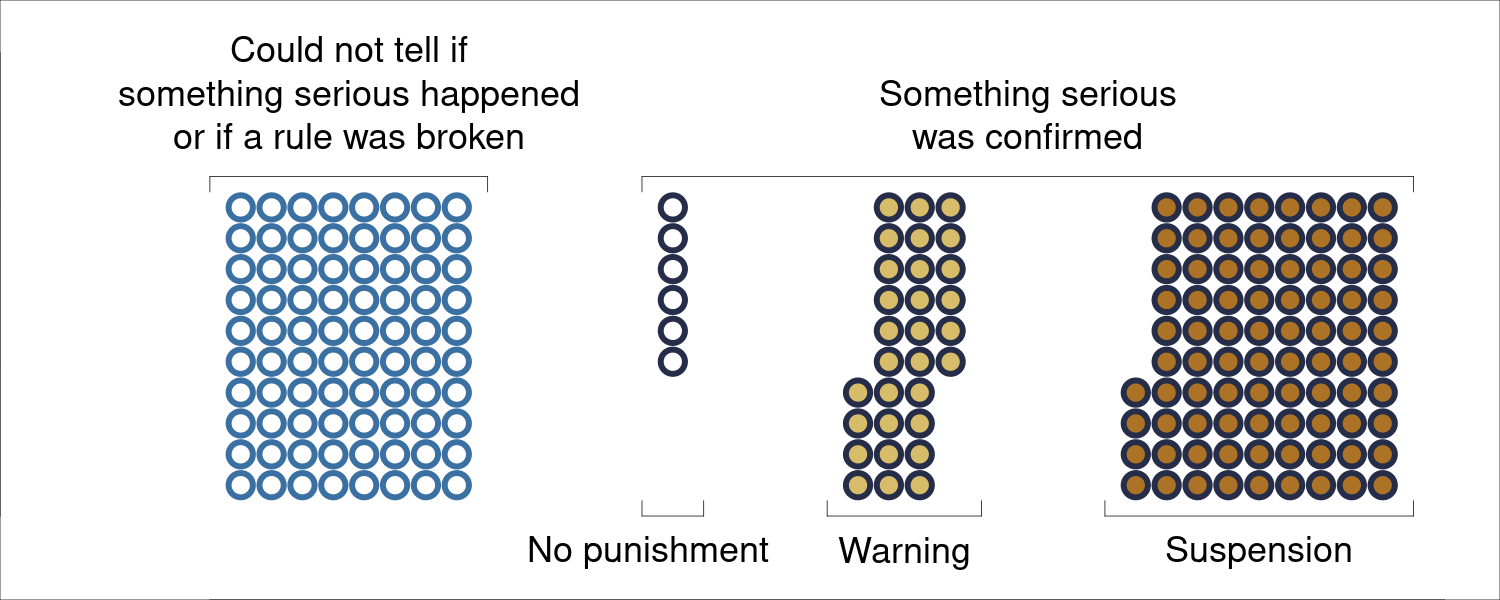 Could not tell if
something serious happened
or if a rule was broken
Something serious
was confirmed
No punishment
Warning
Suspension